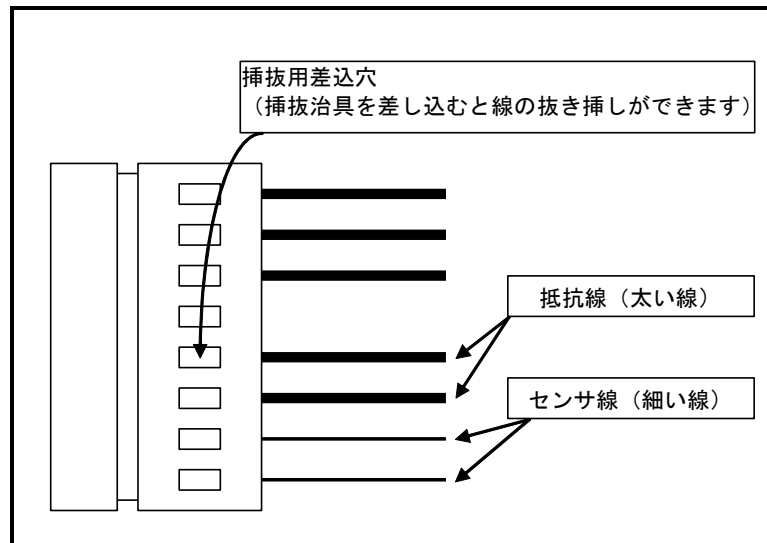 挿抜用差込穴
（挿抜治具を差し込むと線の抜き挿しができます）
抵抗線（太い線）
センサ線（細い線）